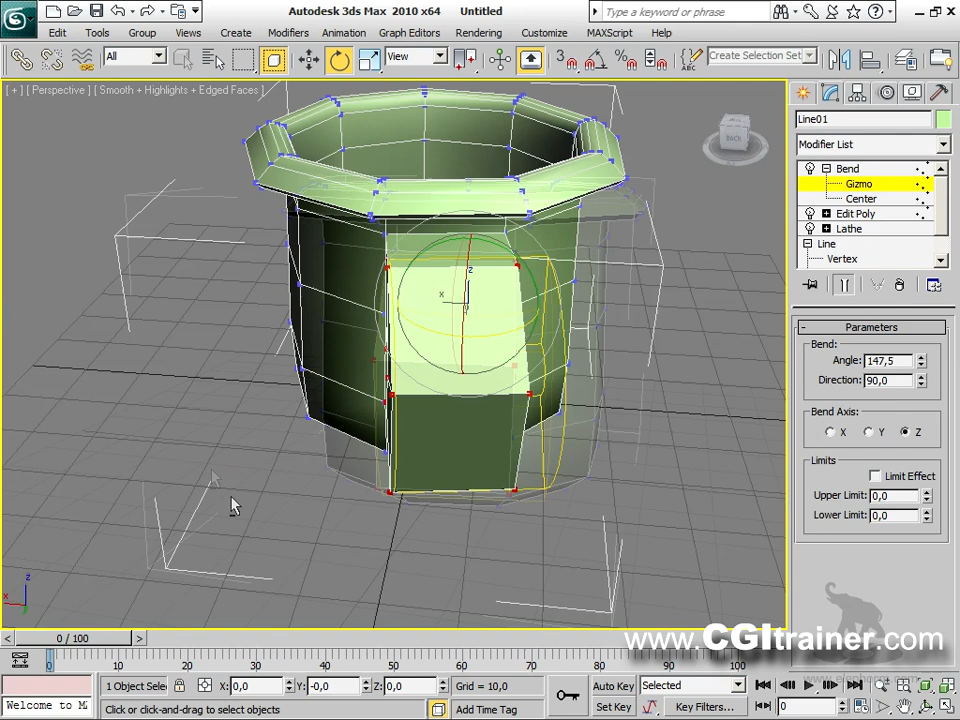 Autodesk 3ds Max 2010 x64 Untitled
Type a keyword or phrase
Edit Tools Group Views Create Modifiers Animation Graph Editors Rendering Customize MAXScript Help
All View 3 Create Selection Set
[ + ] [ Perspective ] [ Smooth + Highlights + Edged Faces ]
BACK
Line01
Modifier List
Bend
Gizmo
Center
Edit Poly
Lathe
Line
Vertex
Parameters
Bend:
Angle: 147,5
Direction: 90,0
Bend Axis:
X Y Z
Limits
Limit Effect
Upper Limit: 0,0
Lower Limit: 0,0
z
x
z
x
< 0 / 100 >
www.CGItrainer.com
0 10 20 30 40 50 60 70 80 90 100
1 Object Sele X: 0,0 Y: -0,0 Z: 0,0 Grid = 10,0 Auto Key Selected
Welcome to M Click or click-and-drag to select objects Add Time Tag Set Key Key Filters... 0